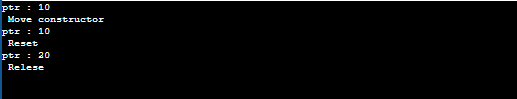 ptr : 10
Move constructor
ptr : 10
Reset
ptr : 20
Relese